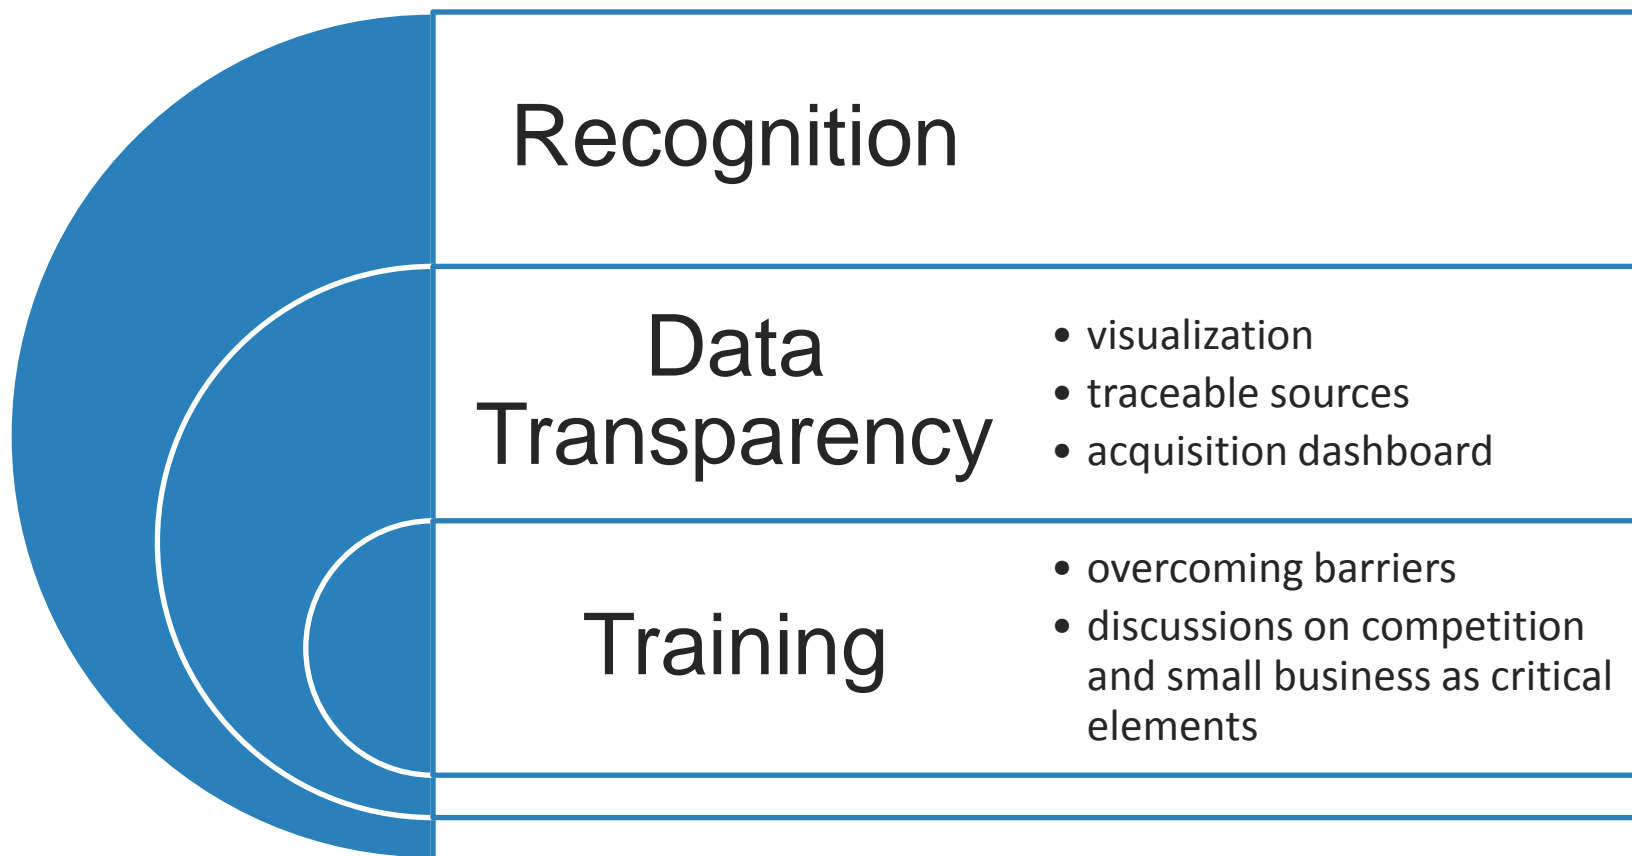 Recognition
Data
Transparency
• visualization
• traceable sources
• acquisition dashboard
Training
• overcoming barriers
• discussions on competition
and small business as critical
elements